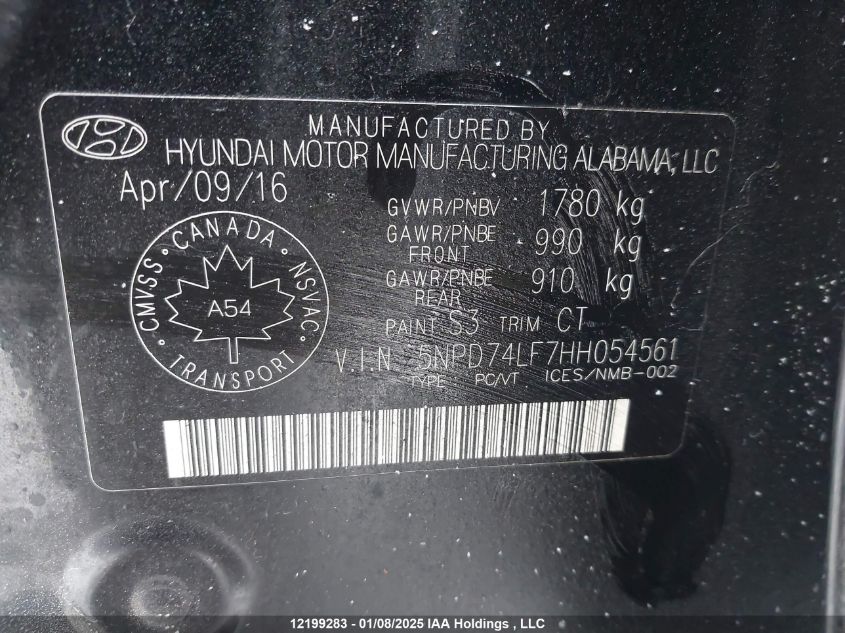 MANUFACTURED BY
HYUNDAI MOTOR MANUFACTURING ALABAMA, LLC
Apr/09/16
GVWR/PNBV 1780 kg
GAWR/PNBE FRONT 990 kg
GAWR/PNBE REAR 910 kg
CANADA
CMVSS NSVAC
A54
TRANSPORT
PAINT S3 TRIM CT
V.I.N 5NPD74LF7HH054561
TYPE PC/VT ICES/NMB-002
12199283 - 01/08/2025 IAA Holdings , LLC